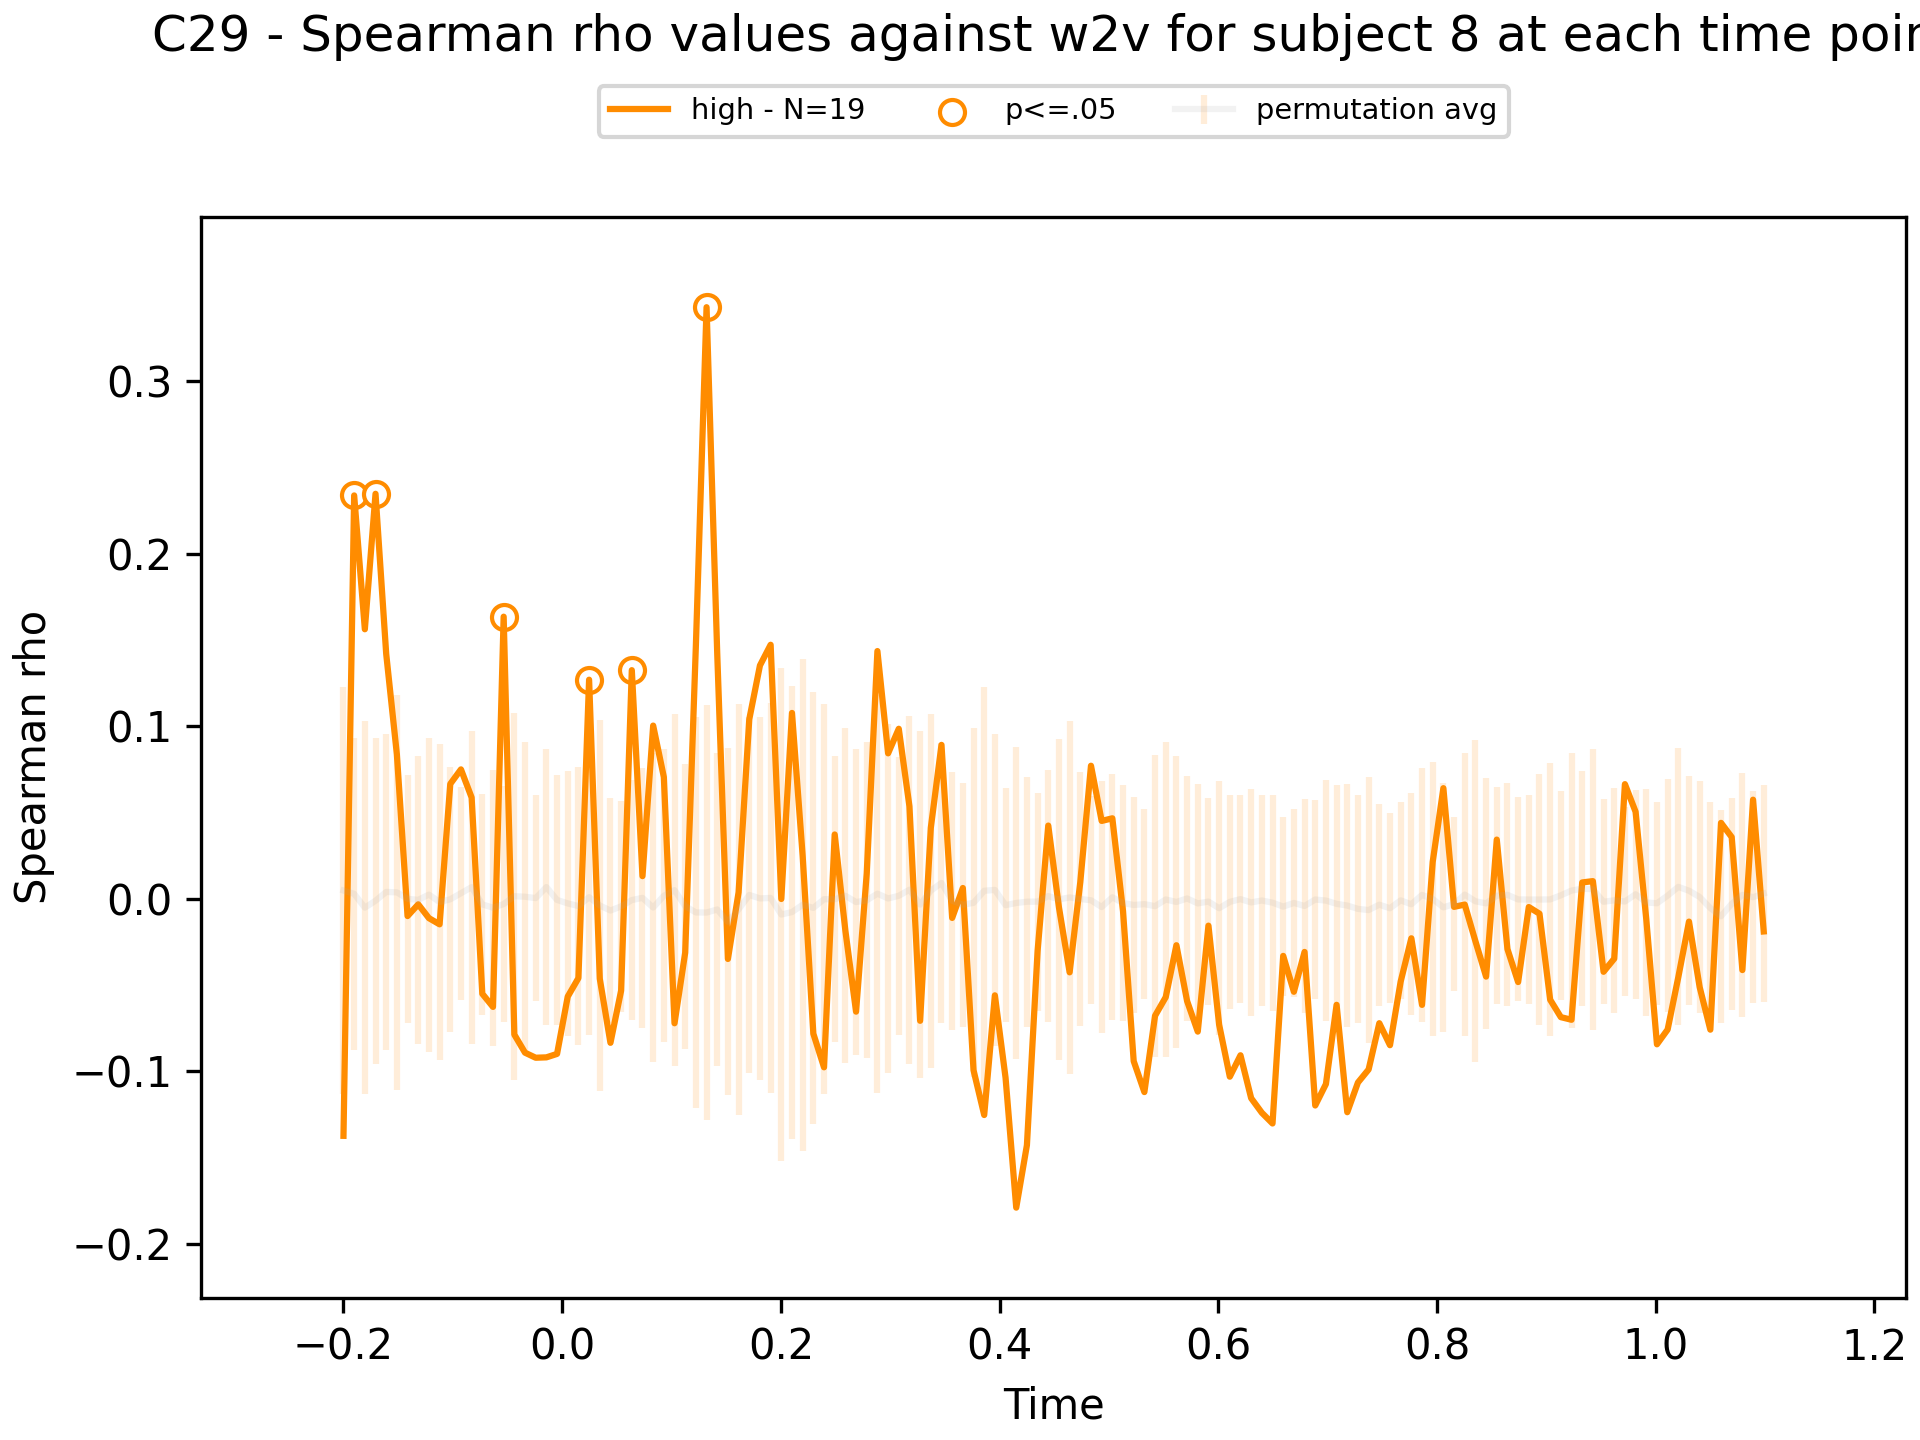 C29 - Spearman rho values against w2v for subject 8 at each time poin
high - N=19 p<=.05 permutation avg
0.3
0.2
0.1
0.0
−0.1
−0.2
Spearman rho
−0.2 0.0 0.2 0.4 0.6 0.8 1.0 1.2
Time